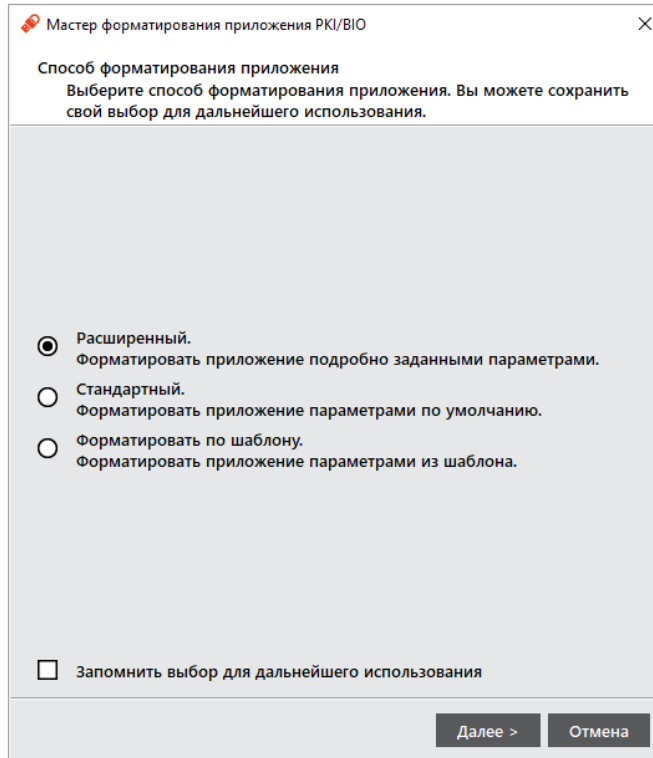 Мастер форматирования приложения PKI/BIO
Способ форматирования приложения
Выберите способ форматирования приложения. Вы можете сохранить
свой выбор для дальнейшего использования.
Расширенный.
Форматировать приложение подробно заданными параметрами.
Стандартный.
Форматировать приложение параметрами по умолчанию.
Форматировать по шаблону.
Форматировать приложение параметрами из шаблона.
Запомнить выбор для дальнейшего использования
Далее >
Отмена